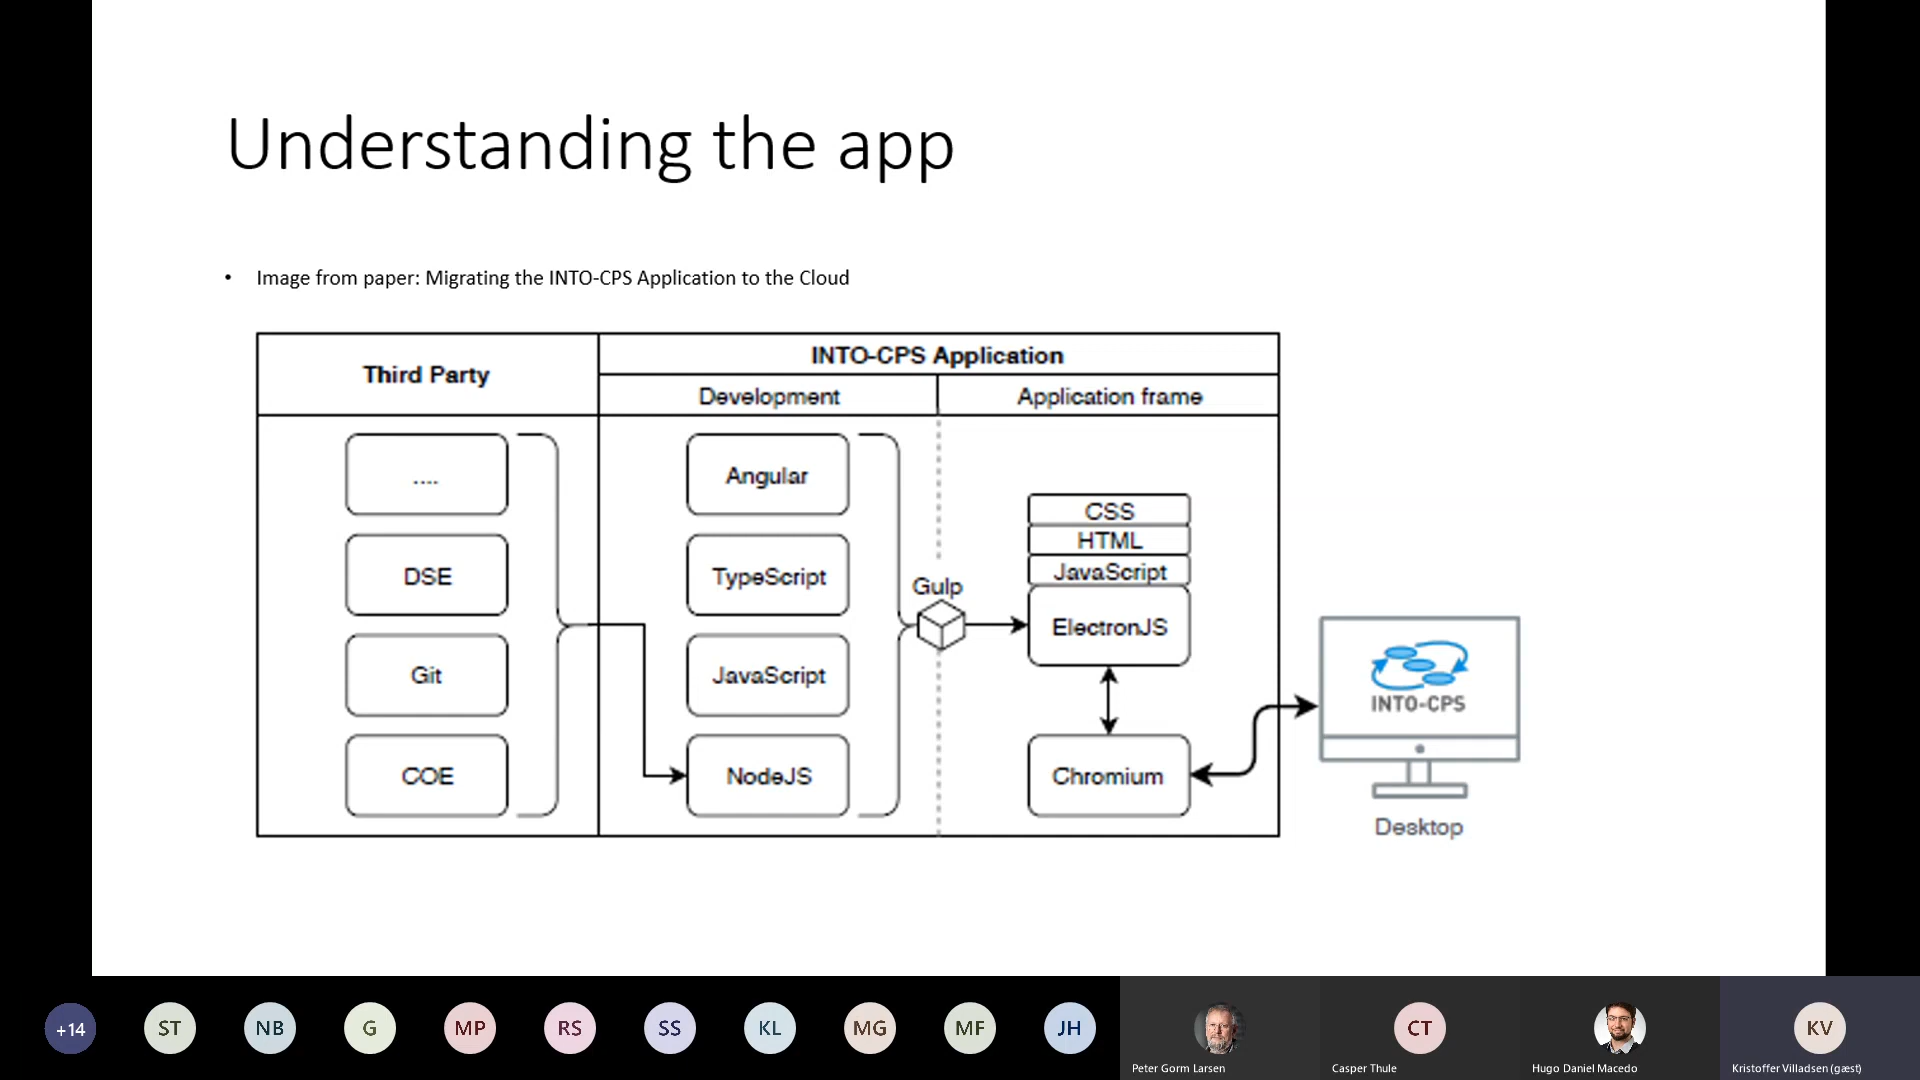 Understanding the app
• Image from paper: Migrating the INTO-CPS Application to the Cloud
Third Party
INTO-CPS Application
Development
Application frame
....
DSE
Git
COE
Angular
TypeScript
JavaScript
NodeJS
Gulp
CSS
HTML
JavaScript
ElectronJS
Chromium
INTO-CPS
Desktop
+14
ST
NB
G
MP
RS
SS
KL
MG
MF
JH
Peter Gorm Larsen
CT
Casper Thule
Hugo Daniel Macedo
KV
Kristoffer Villadsen (gæst)